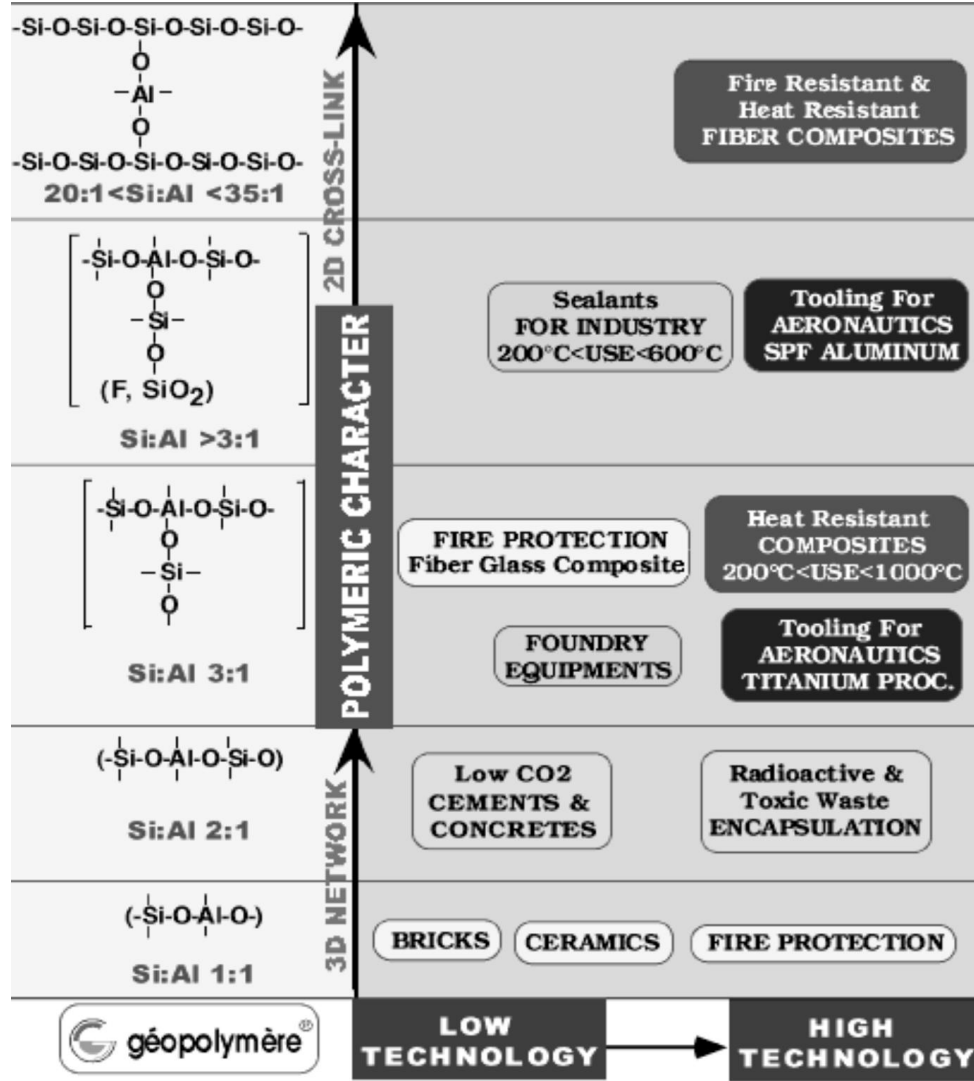 -Si-O-Si-O-Si-O-Si-O-Si-O-
O
-Al-
O
-Si-O-Si-O-Si-O-Si-O-Si-O-
20:1<Si:Al <35:1
Fire Resistant &
Heat Resistant
FIBER COMPOSITES
2D CROSS-LINK
-Si-O-Al-O-Si-O-
O
-Si-
O
(F, SiO2)
Si:Al >3:1
Sealants
FOR INDUSTRY
200°C<USE<600°C
Tooling For
AERONAUTICS
SPF ALUMINUM
POLYMERIC CHARACTER
-Si-O-Al-O-Si-O-
O
-Si-
O
Si:Al 3:1
FIRE PROTECTION
Fiber Glass Composite
Heat Resistant
COMPOSITES
200°C<USE<1000°C
FOUNDRY
EQUIPMENTS
Tooling For
AERONAUTICS
TITANIUM PROC.
(-Si-O-Al-O-Si-O)
Si:Al 2:1
Low CO2
CEMENTS &
CONCRETES
Radioactive &
Toxic Waste
ENCAPSULATION
3D NETWORK
(-Si-O-Al-O-)
Si:Al 1:1
BRICKS
CERAMICS
FIRE PROTECTION
géopolymère®
LOW
TECHNOLOGY
HIGH
TECHNOLOGY